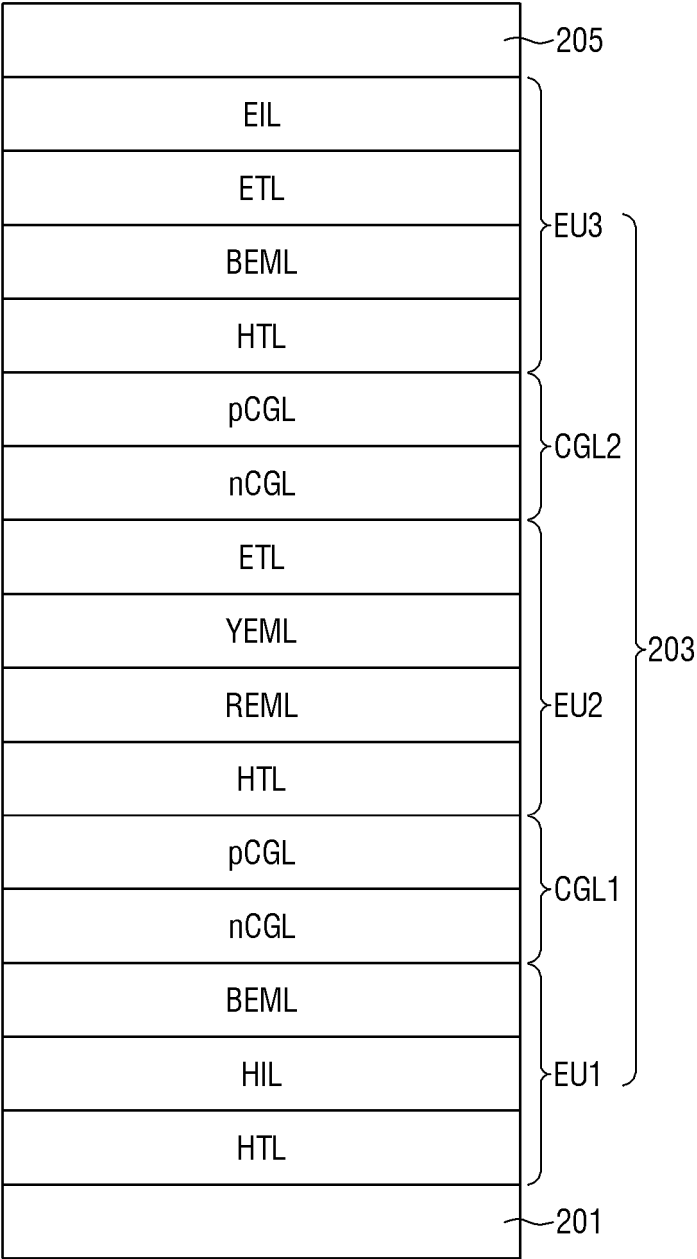 205
EIL
ETL
BEML
HTL
EU3
pCGL
nCGL
CGL2
ETL
YEML
REML
HTL
EU2
203
pCGL
nCGL
CGL1
BEML
HIL
HTL
EU1
201